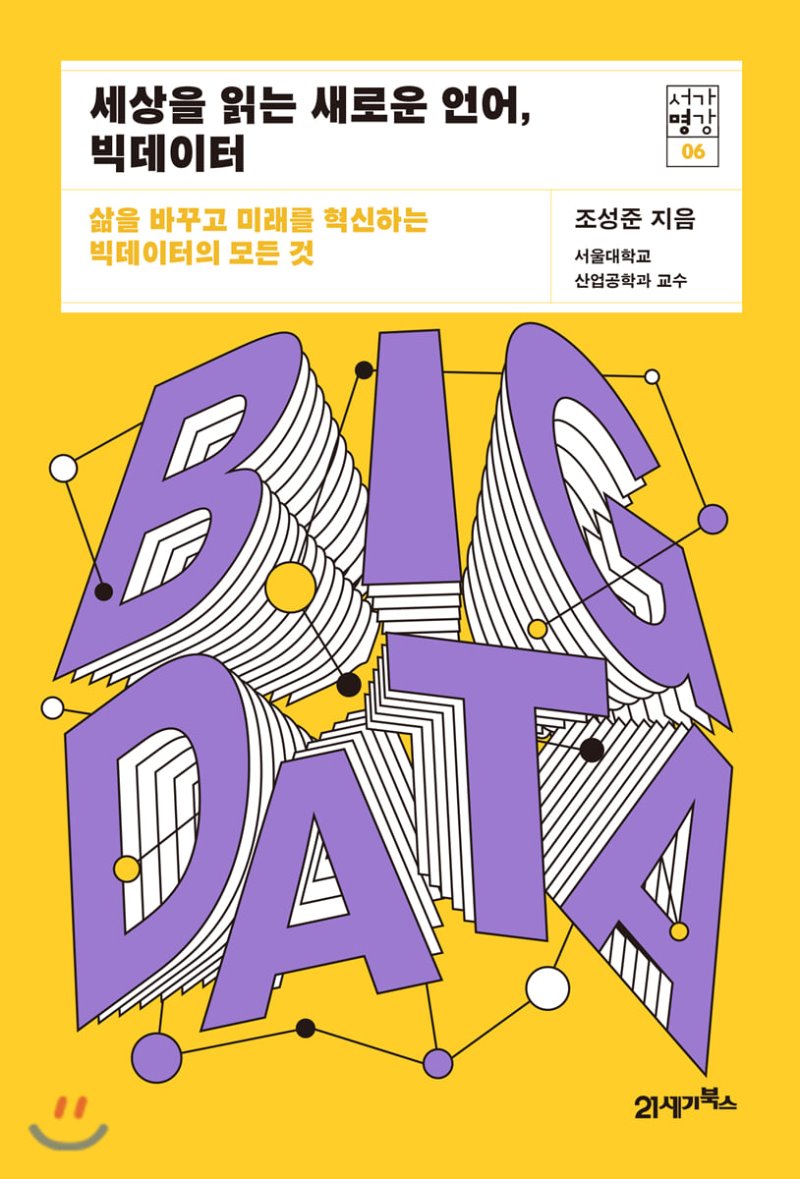 세상을 읽는 새로운 언어,
빅데이터
서가
명강
06
삶을 바꾸고 미래를 혁신하는
빅데이터의 모든 것
조성준 지음
서울대학교
산업공학과 교수
BIG
DATA
21세기북스